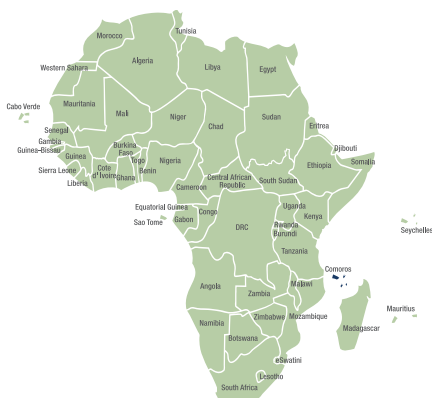 Tunisia
Morocco
Algeria
Libya
Egypt
Western Sahara
Cabo Verde
Mauritania
Mali
Niger
Chad
Sudan
Eritrea
Senegal
Gambia
Guinea-Bissau
Guinea
Burkina
Faso
Djibouti
Somalia
Sierra Leone
Liberia
Cote
d' Ivoire
Ghana
Togo
Benin
Nigeria
Ethiopia
Central African
Republic
South Sudan
Cameroon
Equatorial Guinea
Sao Tome
Gabon
Congo
DRC
Uganda
Kenya
Rwanda
Burundi
Seychelles
Tanzania
Comoros
Angola
Zambia
Malawi
Mozambique
Mauritius
Madagascar
Namibia
Zimbabwe
Botswana
eSwatini
Lesotho
South Africa